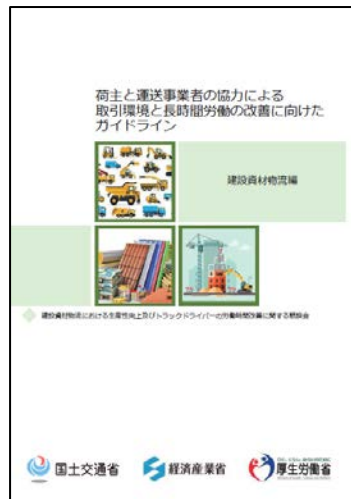 荷主と運送事業者の協力による
取引環境と長時間労働の改善に向けた
ガイドライン
建設資材物流編
建設資材物流における生産性向上及びトラックドライバーの労働時間改善に関する懇談会
国土交通省
経済産業省
厚生労働省